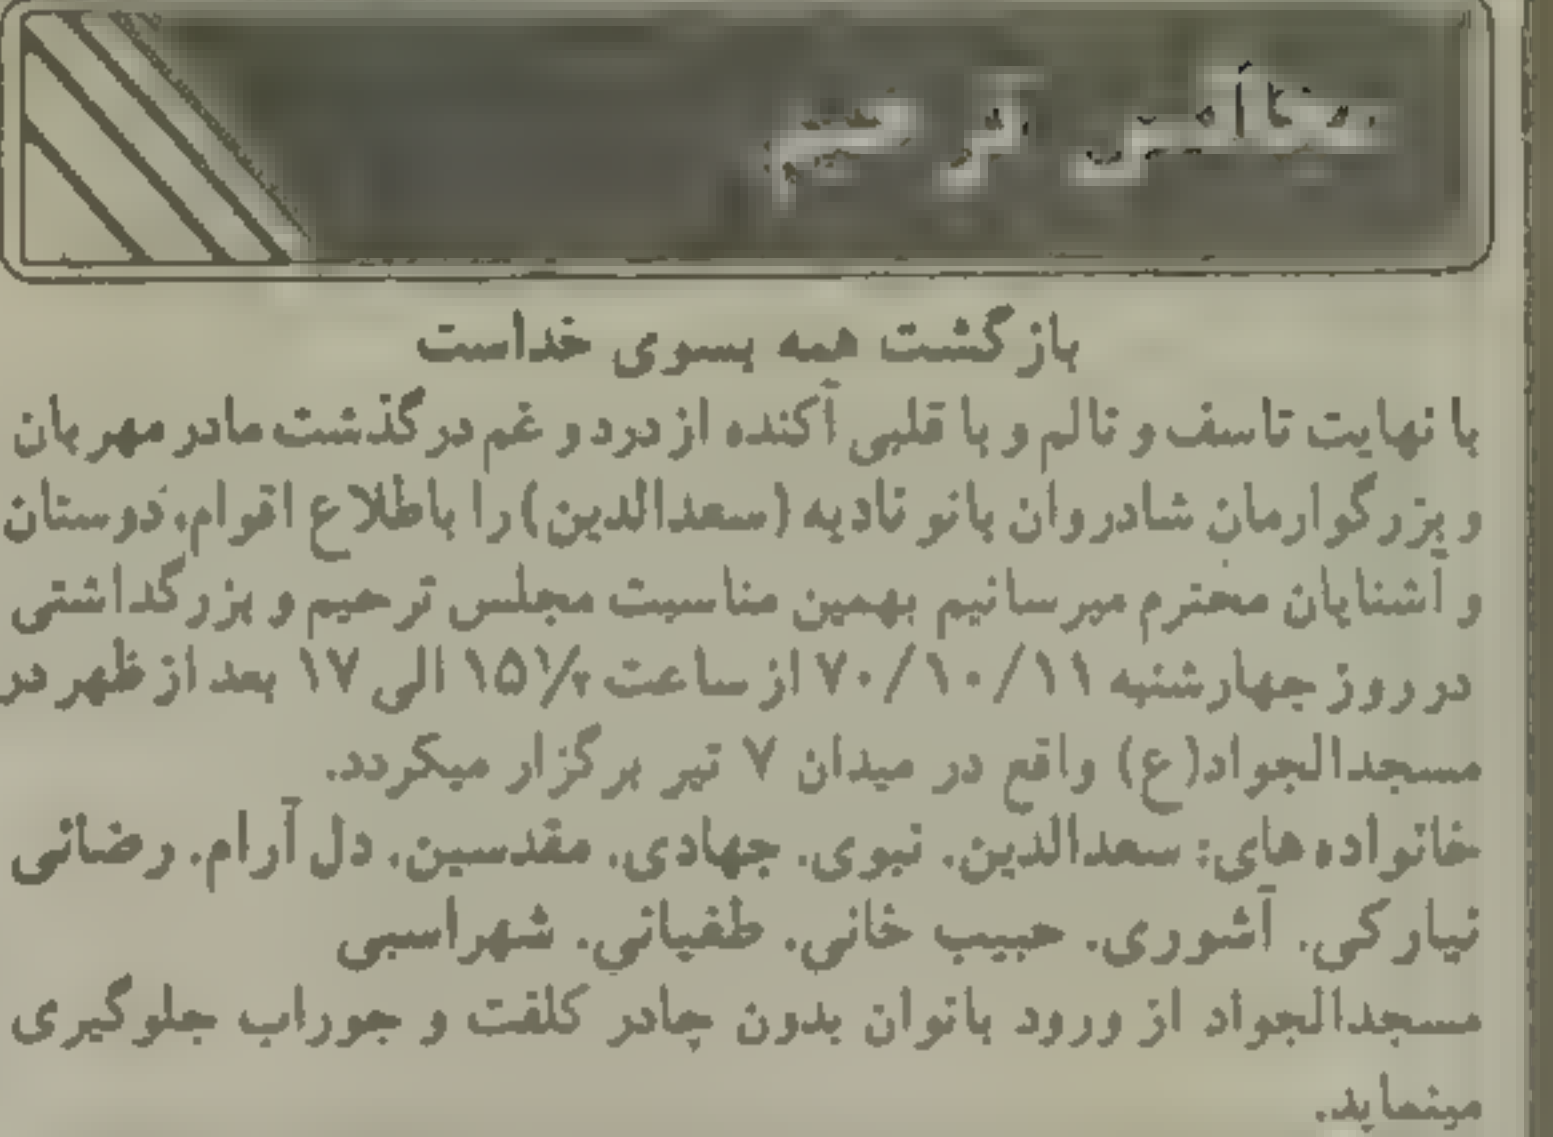 مجالس ترحیم
بازگشت همه بسوی خداست
با نهایت تاسف و تالم و با قلبی آکنده از درد و غم درگذشت مادر مهربان
و بزرگوارمان شادروان بانو نادیه (سعدالدین) را باطلاع اقوام، دوستان
و آشنایان محترم میرسانیم بهمین مناسبت مجلس ترحیم و بزرگداشتی
در روز چهارشنبه ۷۰/۱۰/۱۱ از ساعت ۱۵/۳۰ الی ۱۷ بعد از ظهر در
مسجدالجواد(ع) واقع در میدان ۷ تیر برگزار میگردد.
خانواده های: سعدالدین، نبوی، جهادی، مقدسین، دل آرام، رضائی
نیارکی، آشوری، حبیب خانی، طغیانی، شهراسبی
مسجدالجواد از ورود بانوان بدون چادر کلفت و جوراب جلوگیری
مینماید.